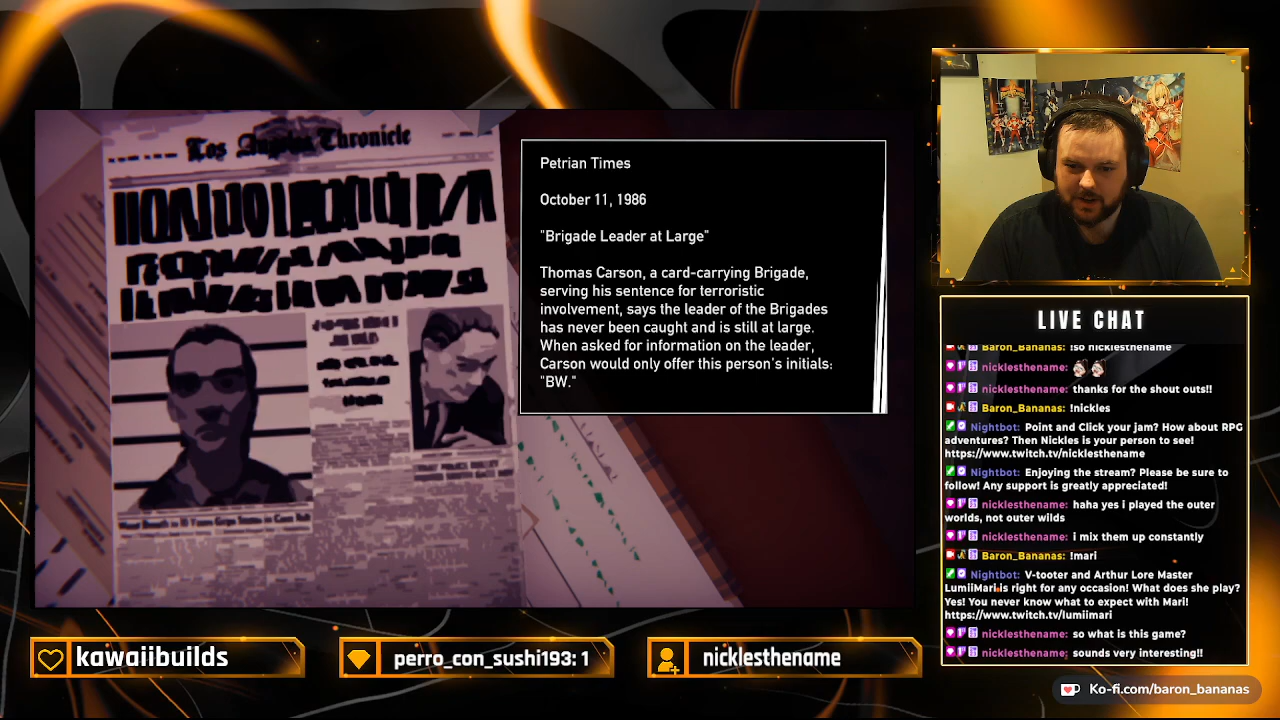 Los Angeles Chronicle
Petrian Times
October 11, 1986
"Brigade Leader at Large"
Thomas Carson, a card-carrying Brigade,
serving his sentence for terroristic
involvement, says the leader of the Brigades
has never been caught and is still at large.
When asked for information on the leader,
Carson would only offer this person's initials:
"BW."
LIVE CHAT
Baron_Bananas: !so nicklesthename
nicklesthename:
nicklesthename: thanks for the shout outs!!
Baron_Bananas: !nickles
Nightbot: Point and Click your jam? How about RPG
adventures? Then Nickles is your person to see!
https://www.twitch.tv/nicklesthename
Nightbot: Enjoying the stream? Please be sure to
follow! Any support is greatly appreciated!
nicklesthename: haha yes i played the outer
worlds, not outer wilds
nicklesthename: i mix them up constantly
Baron_Bananas: !mari
Nightbot: V-tooter and Arthur Lore Master
LumiiMari is right for any occasion! What does she play?
Yes! You never know what to expect with Mari!
https://www.twitch.tv/lumiimari
nicklesthename: so what is this game?
nicklesthename: sounds very interesting!!
kawaiibuilds
perro_con_sushi193: 1
nicklesthename
Ko-fi.com/baron_bananas